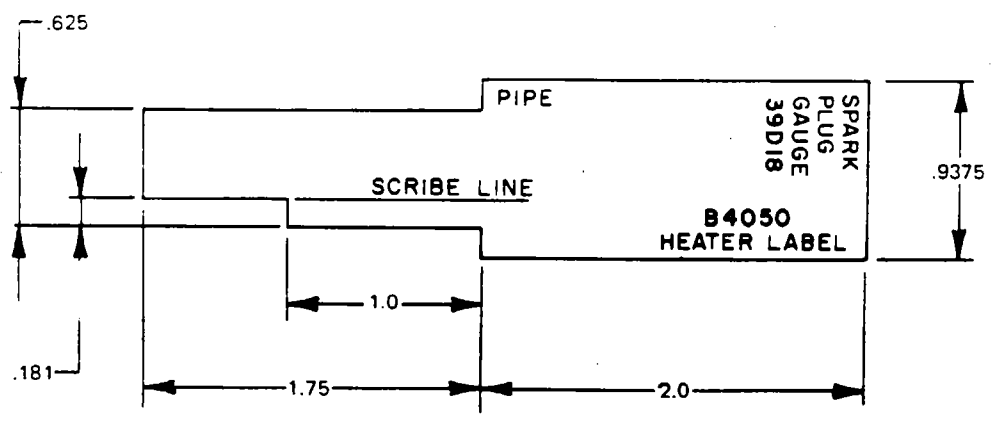 .625
PIPE
SPARK
PLUG
GAUGE
39D18
.9375
SCRIBE LINE
B4050
HEATER LABEL
1.0
.181
1.75
2.0